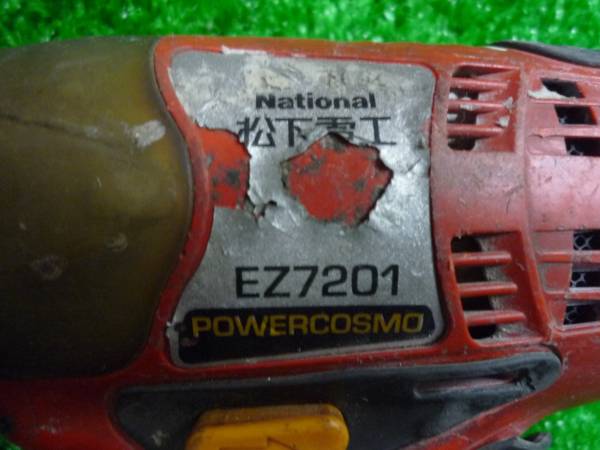 National
松下電工
EZ7201
POWERCOSMO